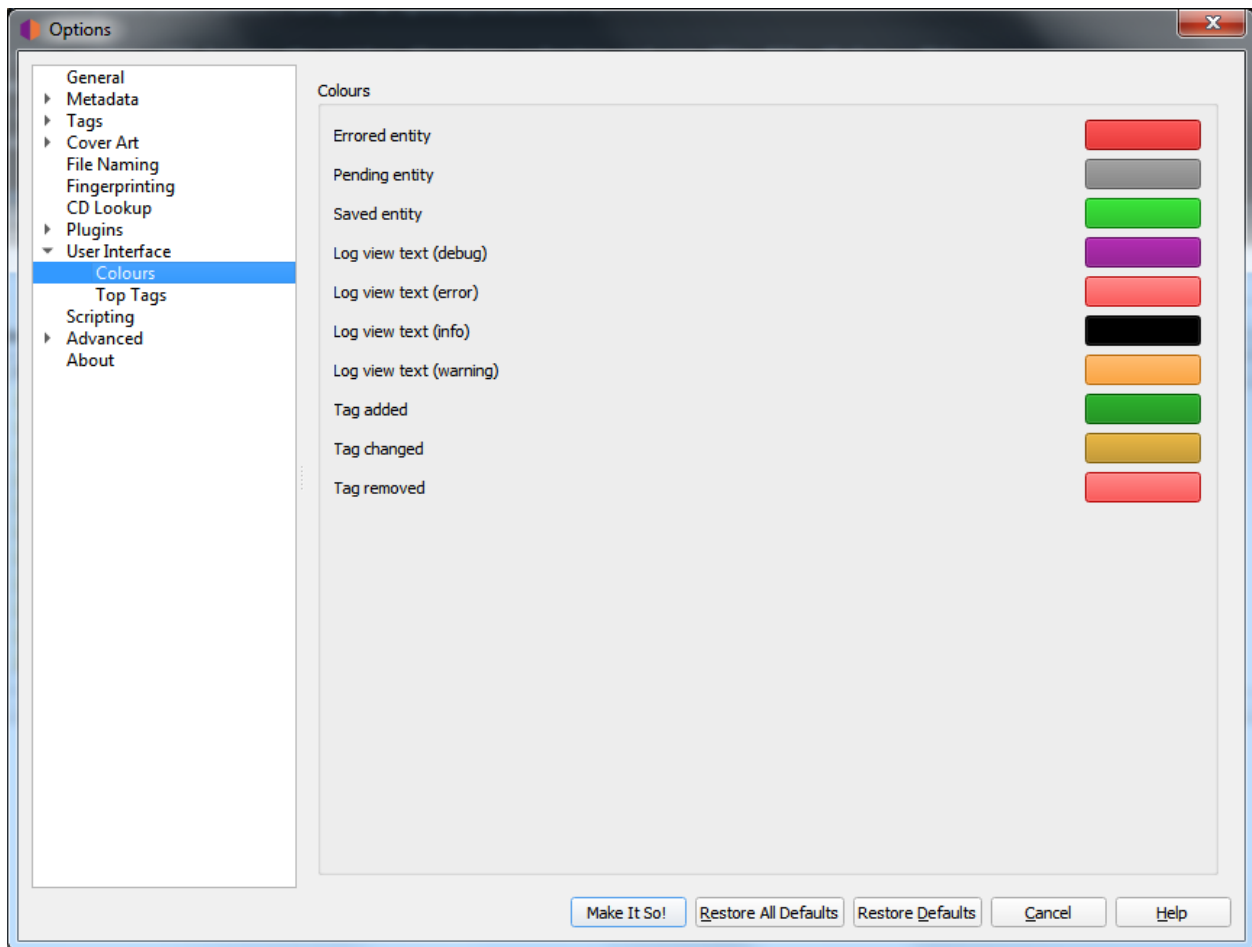 Options
General
Metadata
Tags
Cover Art
File Naming
Fingerprinting
CD Lookup
Plugins
User Interface
Colours
Top Tags
Scripting
Advanced
About
Colours
Errored entity
Pending entity
Saved entity
Log view text (debug)
Log view text (error)
Log view text (info)
Log view text (warning)
Tag added
Tag changed
Tag removed
Make It So! Restore All Defaults Restore Defaults Cancel Help